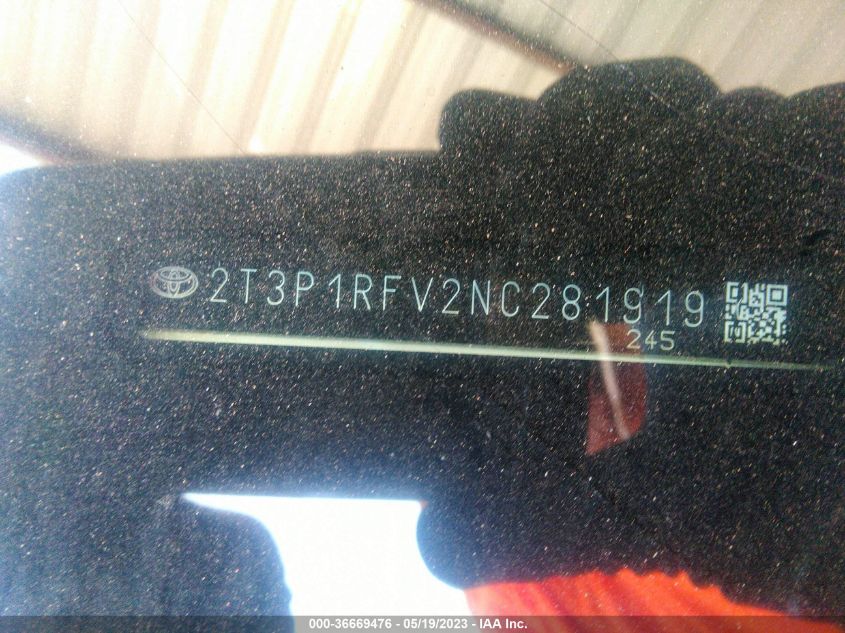 2T3P1RFV2NC281919
245
000-36669476 - 05/19/2023 - IAA Inc.